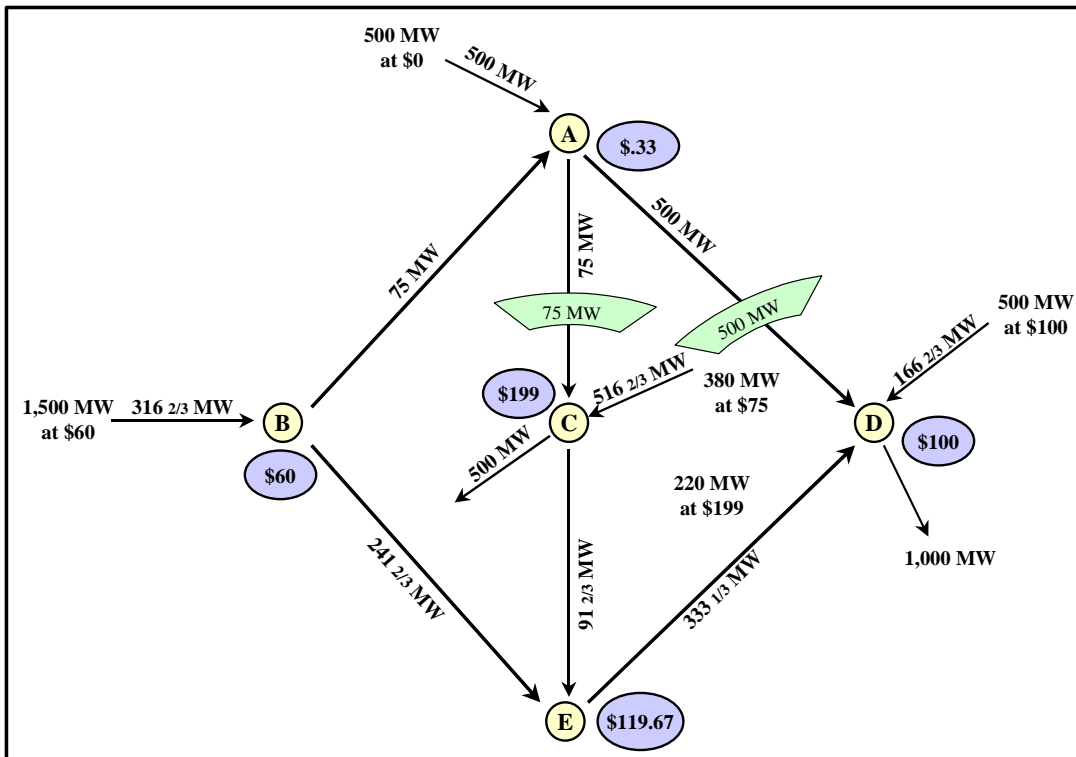 500 MW
at $0
500 MW
A
$.33
75 MW
75 MW
500 MW
75 MW
500 MW
500 MW
at $100
166 2/3 MW
516 2/3 MW
380 MW
at $75
$199
1,500 MW
at $60
316 2/3 MW
B
C
D
$60
$100
500 MW
220 MW
at $199
1,000 MW
241 2/3 MW
91 2/3 MW
333 1/3 MW
E
$119.67